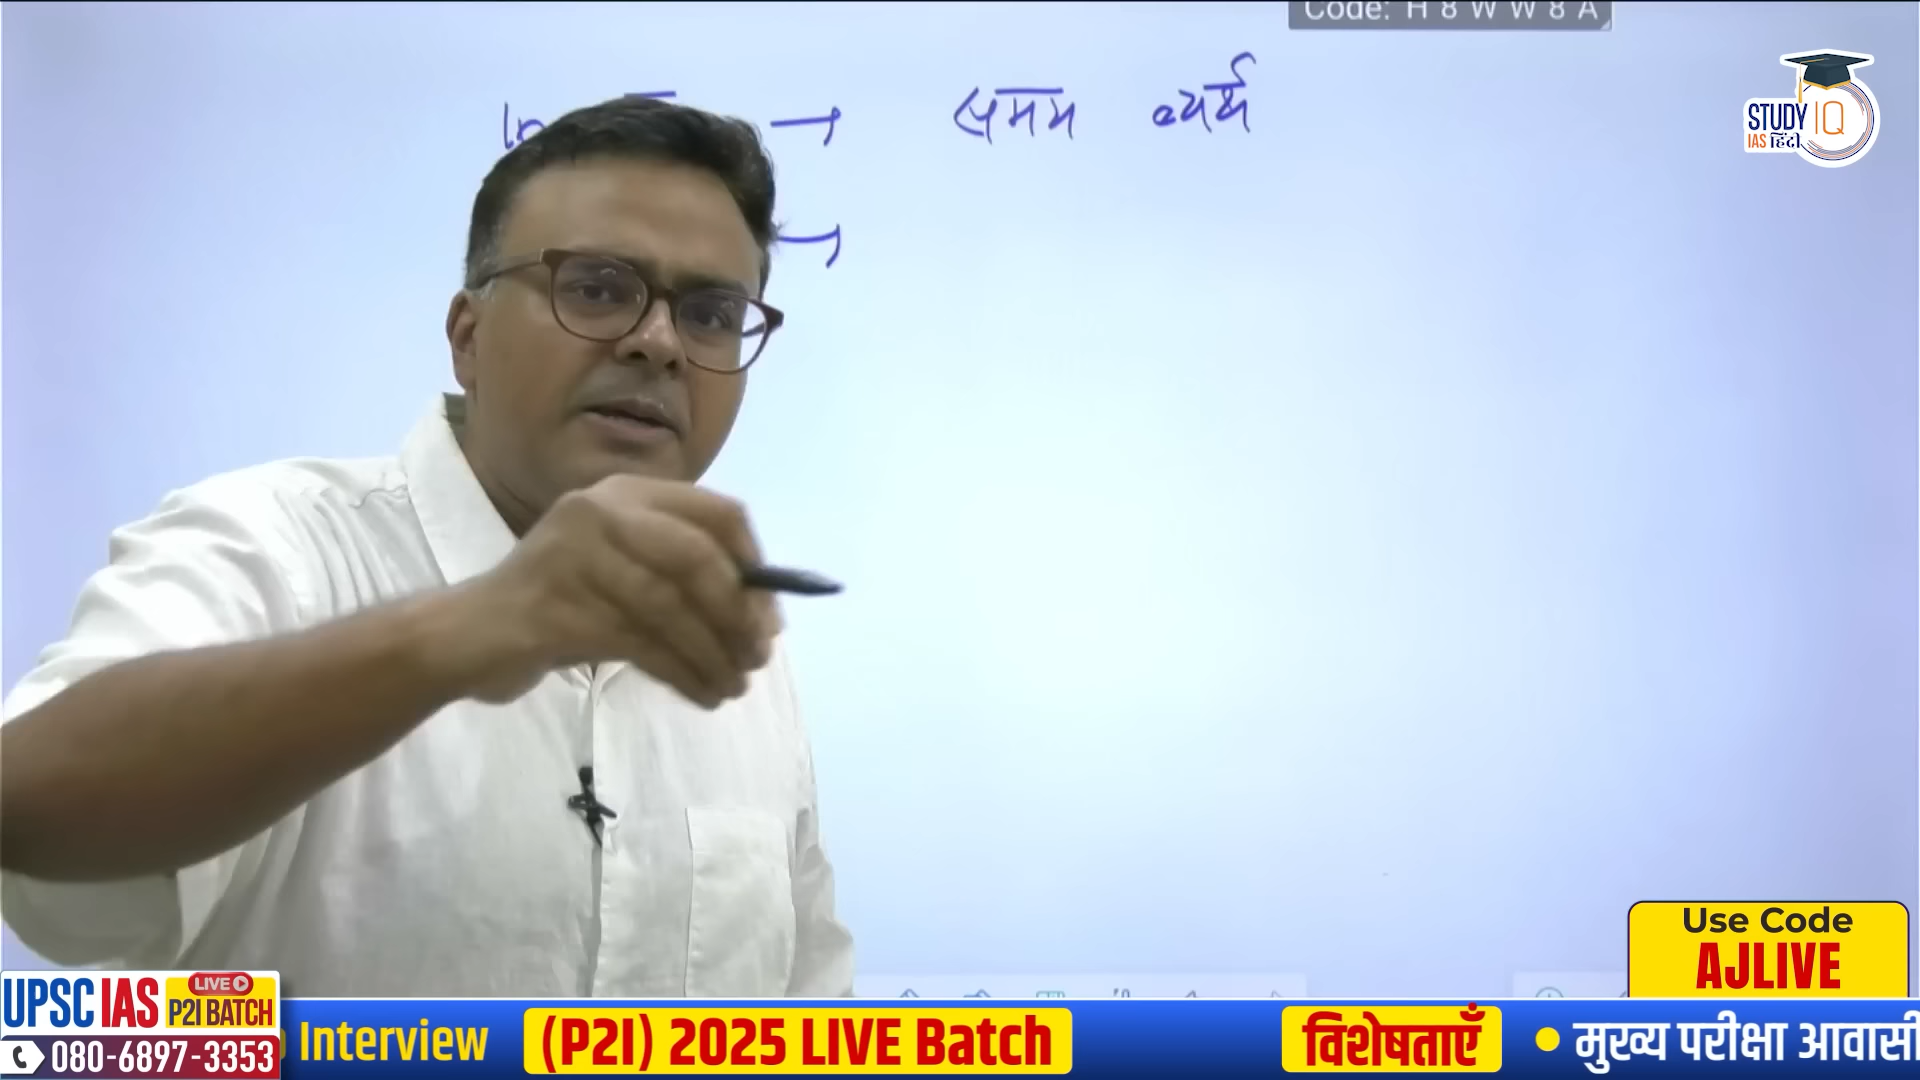 Code: H 8 W W 8 A
STUDY IQ
IAS हिंदी
→ समय व्यर्थ
→
Use Code
AJLIVE
UPSC IAS LIVE P2I BATCH
080-6897-3353
Interview (P2I) 2025 LIVE Batch विशेषताएँ • मुख्य परीक्षा आवासी